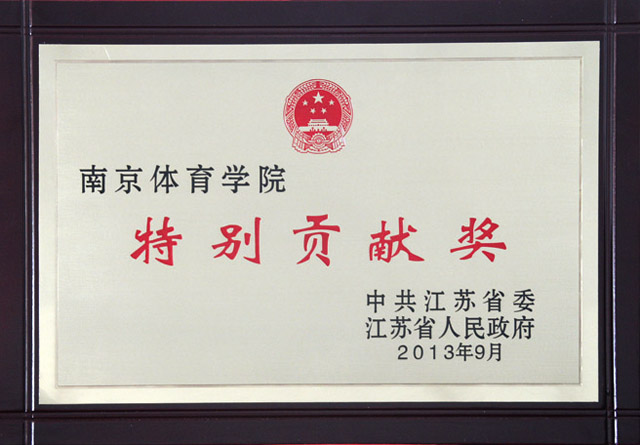 南京体育学院
特别贡献奖
中共江苏省委
江苏省人民政府
2013年9月